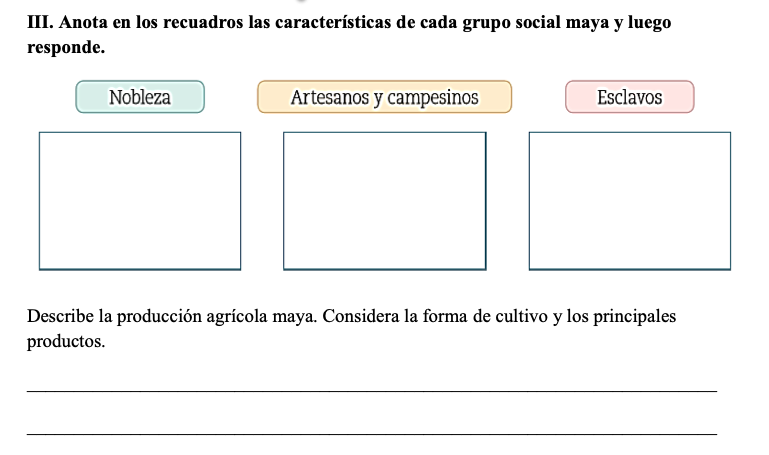 III. Anota en los recuadros las características de cada grupo social maya y luego
responde.
Nobleza
Artesanos y campesinos
Esclavos
Describe la producción agrícola maya. Considera la forma de cultivo y los principales
productos.